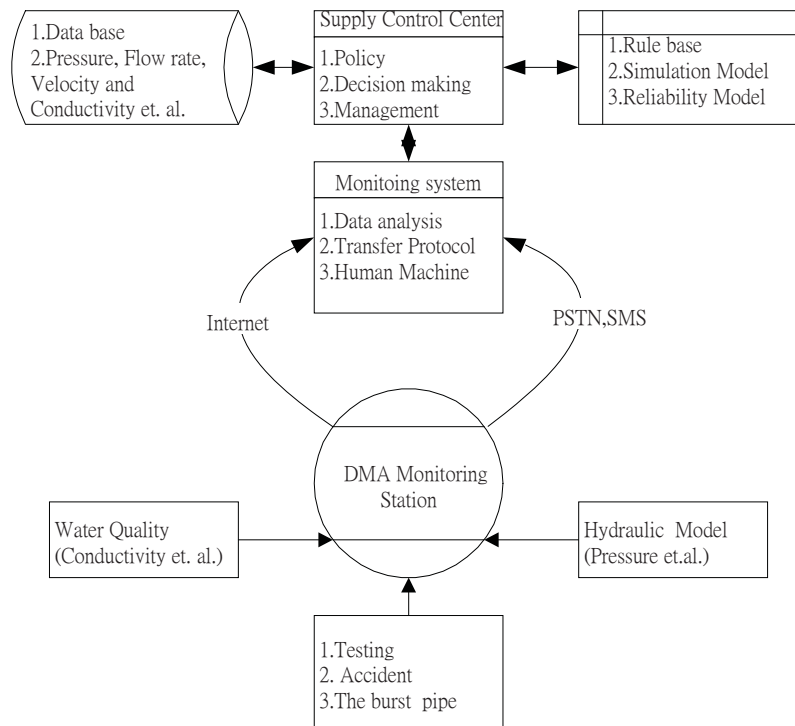 1.Data base
2.Pressure, Flow rate,
Velocity and
Conductivity et. al.
Supply Control Center
1.Policy
2.Decision making
3.Management
1.Rule base
2.Simulation Model
3.Reliability Model
Monitoing system
1.Data analysis
2.Transfer Protocol
3.Human Machine
Internet
PSTN,SMS
DMA Monitoring
Station
Water Quality
(Conductivity et. al.)
Hydraulic Model
(Pressure et.al.)
1.Testing
2. Accident
3.The burst pipe